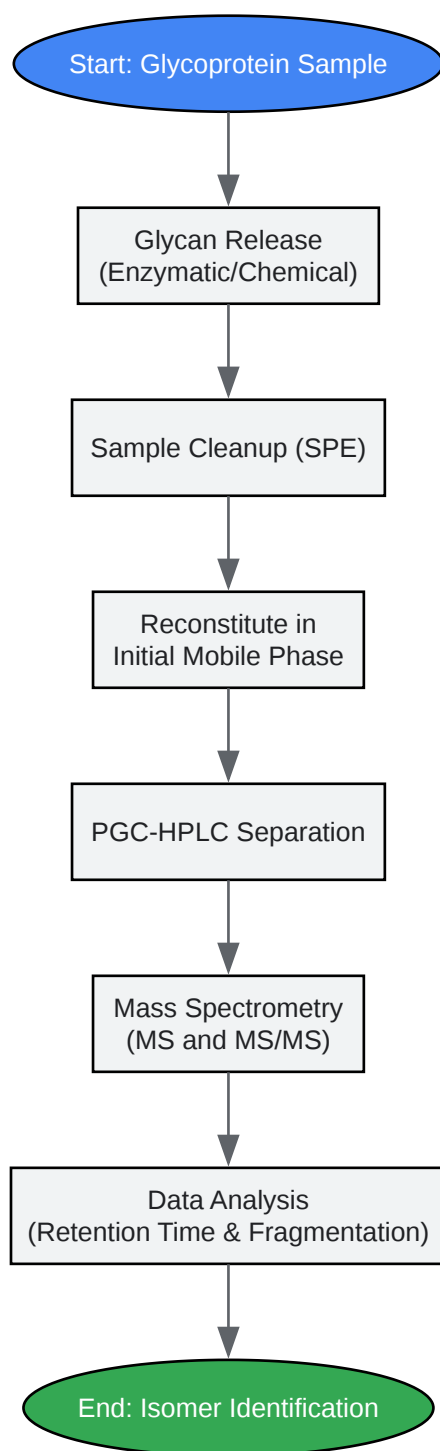 Start: Glycoprotein Sample
Glycan Release
(Enzymatic/Chemical)
Sample Cleanup (SPE)
Reconstitute in
Initial Mobile Phase
PGC-HPLC Separation
Mass Spectrometry
(MS and MS/MS)
Data Analysis
(Retention Time & Fragmentation)
End: Isomer Identification